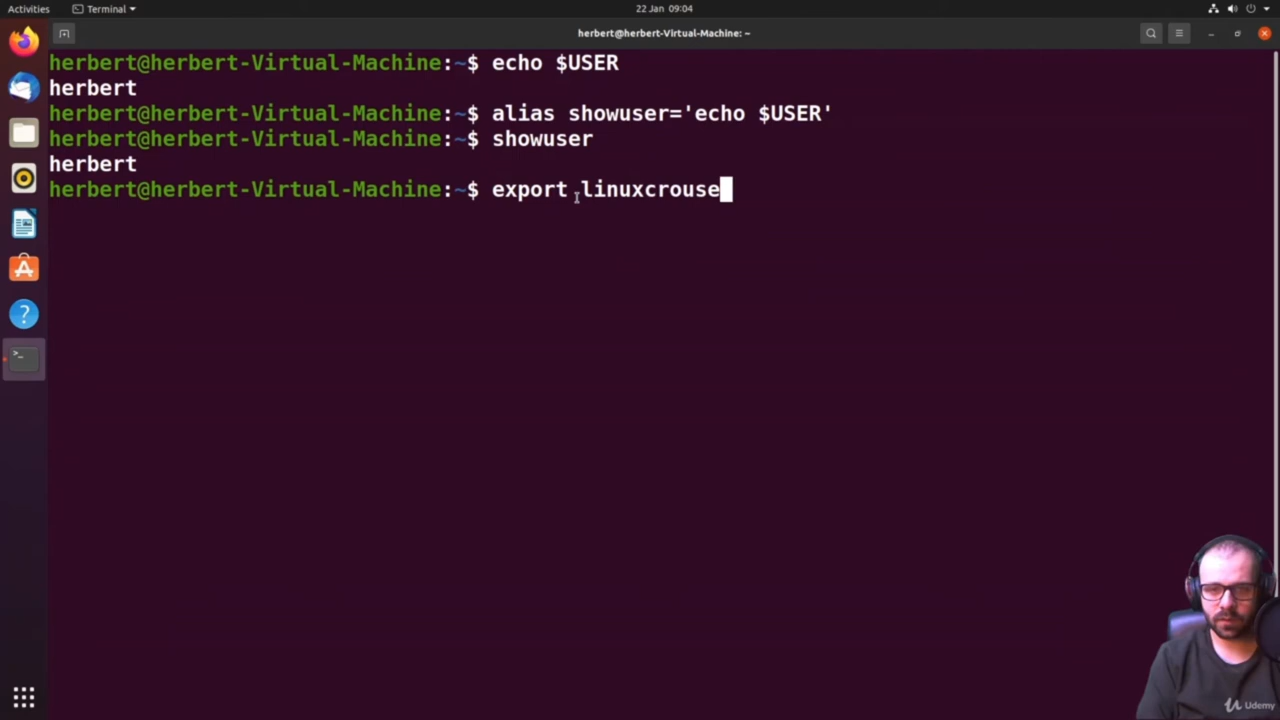 Activities Terminal 22 Jan 09:04
herbert@herbert-Virtual-Machine: ~
herbert@herbert-Virtual-Machine:~$ echo $USER
herbert
herbert@herbert-Virtual-Machine:~$ alias showuser='echo $USER'
herbert@herbert-Virtual-Machine:~$ showuser
herbert
herbert@herbert-Virtual-Machine:~$ export linuxcrouse
Udemy